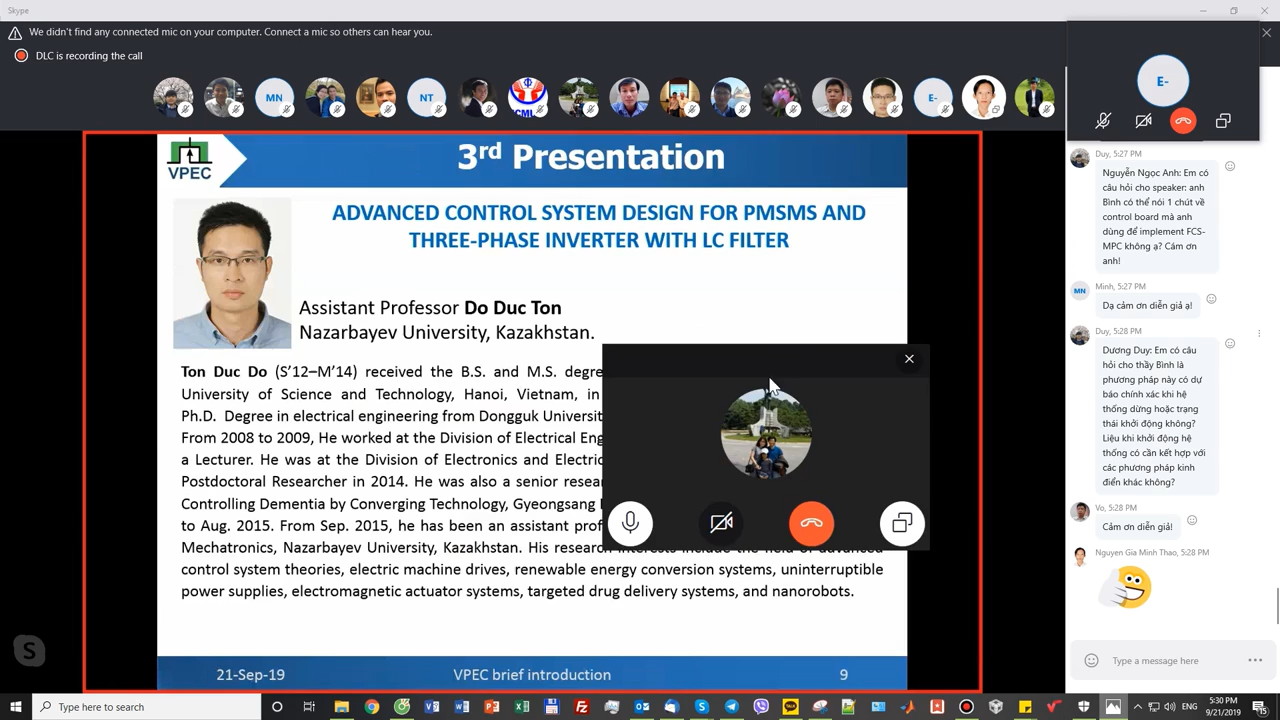 Skype
We didn't find any connected mic on your computer. Connect a mic so others can hear you.
DLC is recording the call
MN
NT
E-
E-
VPEC
3rd Presentation
ADVANCED CONTROL SYSTEM DESIGN FOR PMSMS AND
THREE-PHASE INVERTER WITH LC FILTER
Assistant Professor Do Duc Ton
Nazarbayev University, Kazakhstan.
Ton Duc Do (S'12–M'14) received the B.S. and M.S. degre
University of Science and Technology, Hanoi, Vietnam, in
Ph.D. Degree in electrical engineering from Dongguk Universit
From 2008 to 2009, He worked at the Division of Electrical Eng
a Lecturer. He was at the Division of Electronics and Electric
Postdoctoral Researcher in 2014. He was also a senior resear
Controlling Dementia by Converging Technology, Gyeongsang
to Aug. 2015. From Sep. 2015, he has been an assistant prof
Mechatronics, Nazarbayev University, Kazakhstan. His research interests include the field of advanced
control system theories, electric machine drives, renewable energy conversion systems, uninterruptible
power supplies, electromagnetic actuator systems, targeted drug delivery systems, and nanorobots.
21-Sep-19
VPEC brief introduction
9
Duy, 5:27 PM
Nguyễn Ngọc Anh: Em có
câu hỏi cho speaker: anh
Bình có thể nói 1 chút về
control board mà anh
dùng để implement FCS-
MPC không ạ? Cám ơn
anh!
Minh, 5:27 PM
MN
Dạ cảm ơn diễn giả ạ!
Duy, 5:28 PM
Dương Duy: Em có câu
hỏi cho thầy Bình là
phương pháp này có dự
báo chính xác khi hệ
thống dừng hoặc trạng
thái khởi động không?
Liệu khi khởi động hệ
thống có cần kết hợp với
các phương pháp kinh
điển khác không?
Vo, 5:28 PM
Cảm ơn diễn giả!
Nguyen Gia Minh Thao, 5:28 PM
Type a message here
Type here to search
5:30 PM
9/21/2019
15